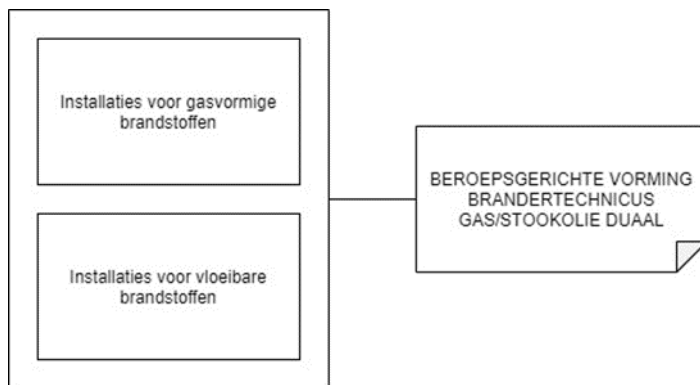 Installaties voor gasvormige
brandstoffen
Installaties voor vloeibare
brandstoffen
BEROEPSGERICHTE VORMING
BRANDERTECHNICUS
GAS/STOOKOLIE DUAAL